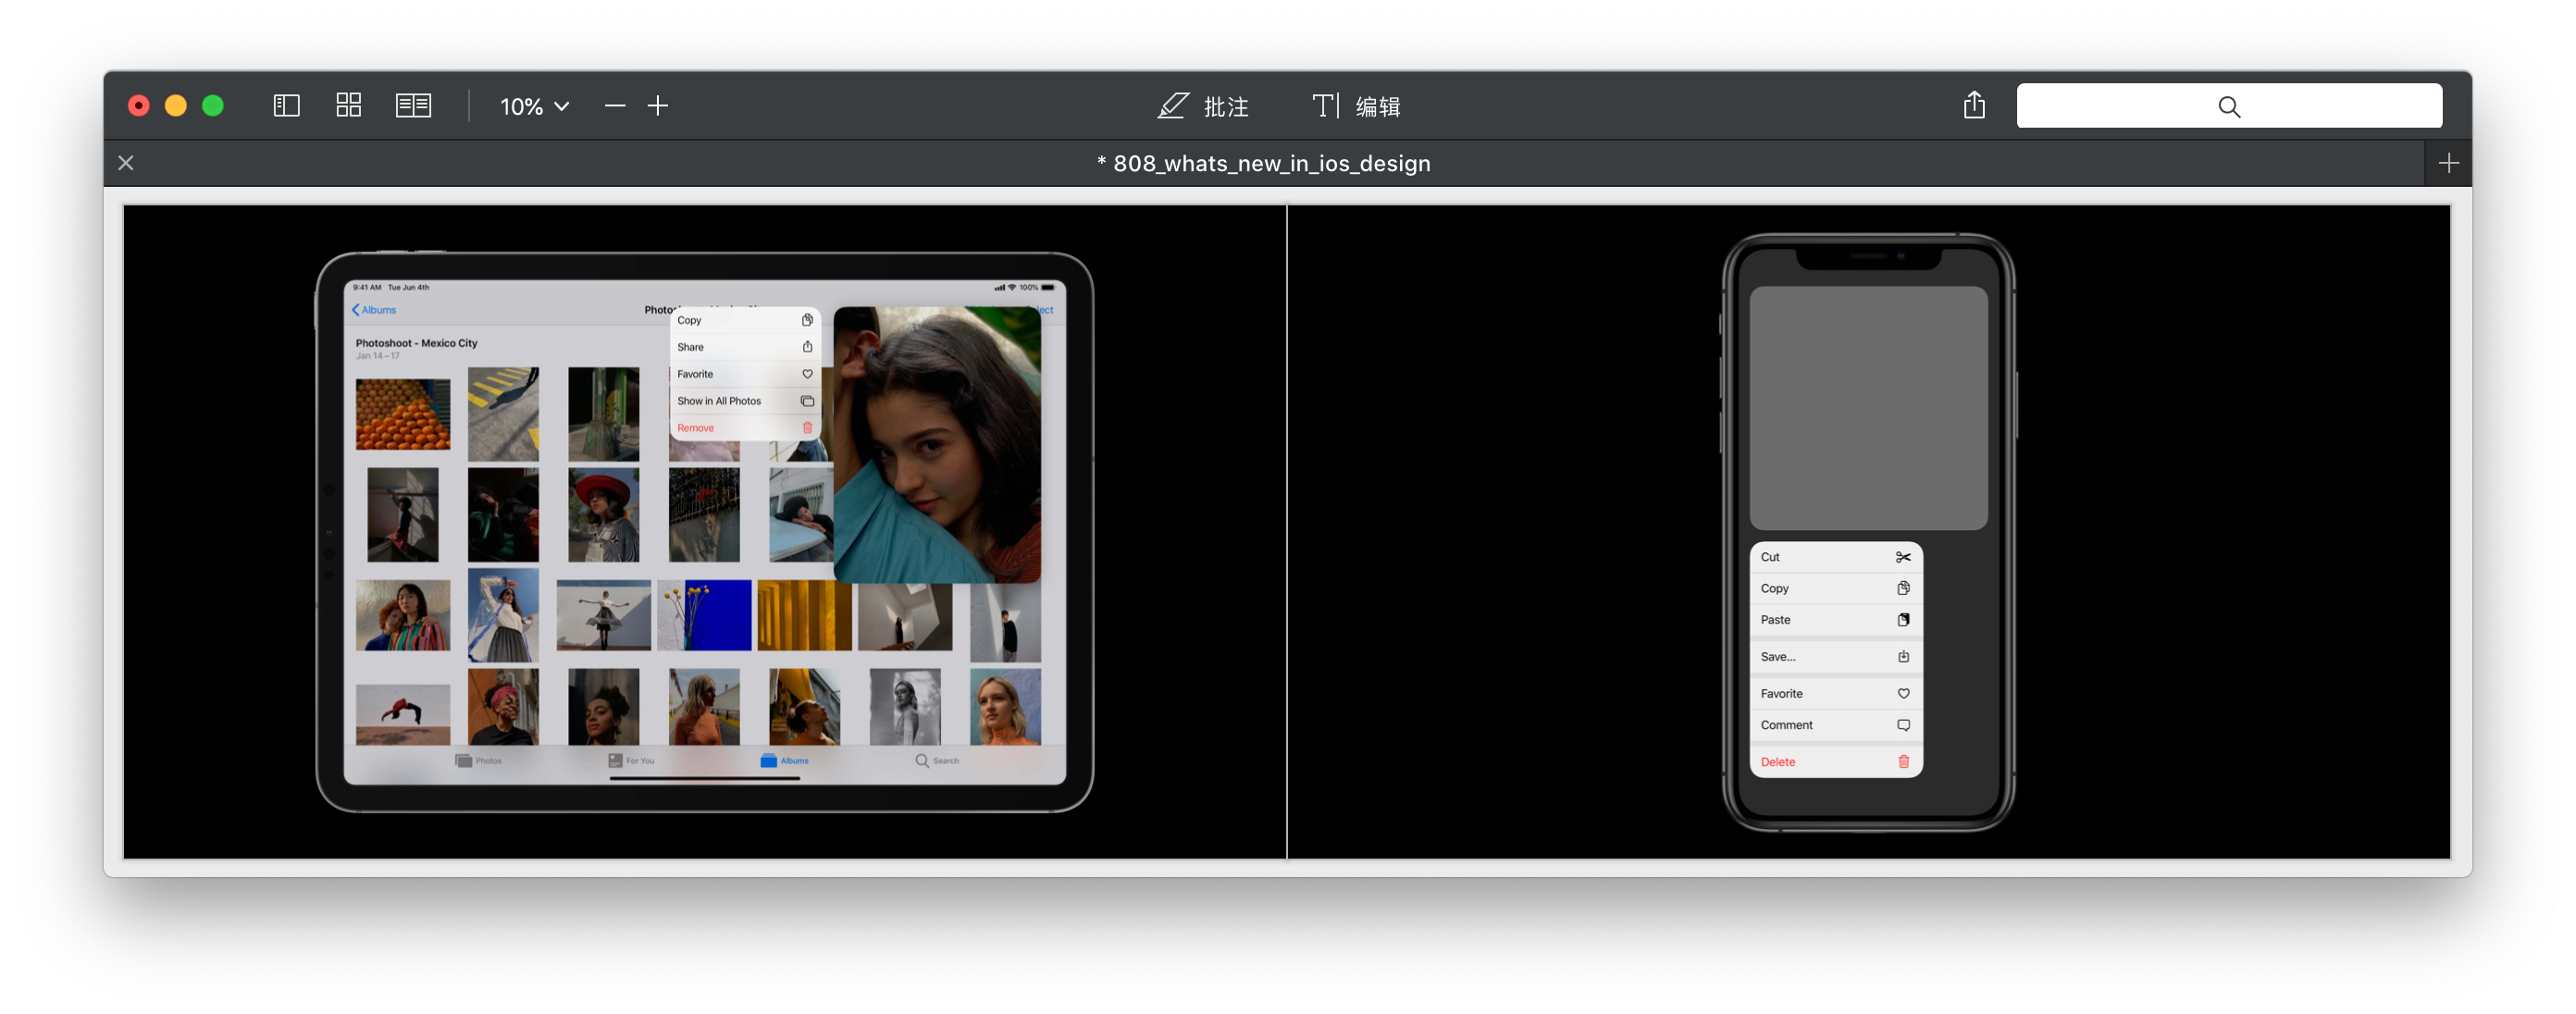 10%
批注
编辑
* 808_whats_new_in_ios_design
9:41 AM Tue Jun 4th
100%
Albums
Photoshoot - Mexico City
Jan 14–17
Copy
Share
Favorite
Show in All Photos
Remove
Photos
For You
Albums
Search
Cut
Copy
Paste
Save...
Favorite
Comment
Delete